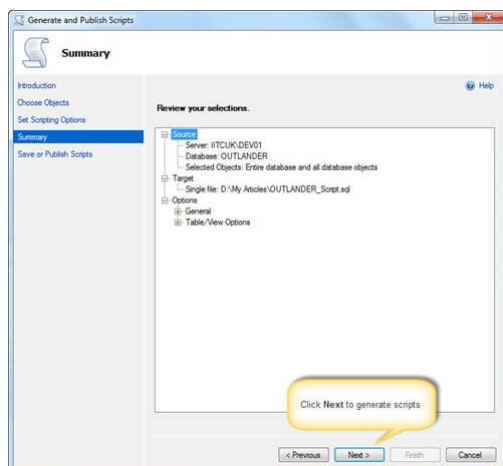 Generate and Publish Scripts
Summary
Introduction
Choose Objects
Set Scripting Options
Summary
Save or Publish Scripts
Help
Review your selections.
Source
Server: IITCUK\DEV01
Database: OUTLANDER
Selected Objects: Entire database and all database objects
Target
Single file: D:\My Articles\OUTLANDER_Script.sql
Options
General
Table/View Options
Click Next to generate scripts
< Previous Next > Finish Cancel